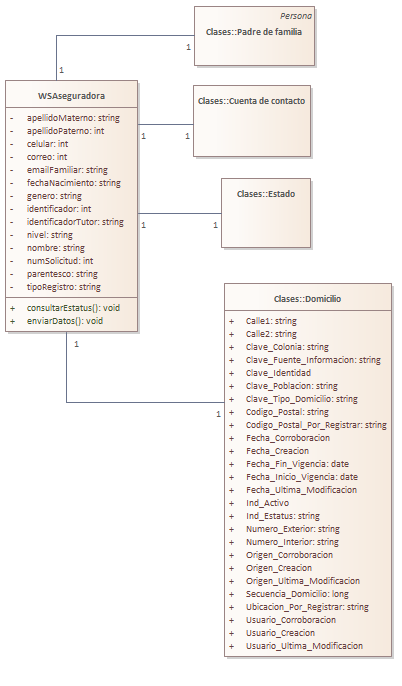 Persona
Clases::Padre de familia
1
1
WSAseguradora
- apellidoMaterno: string
- apellidoPaterno: int
- celular: int
- correo: int
- emailFamiliar: string
- fechaNacimiento: string
- genero: string
- identificador: int
- identificadorTutor: string
- nivel: string
- nombre: string
- numSolicitud: int
- parentesco: string
- tipoRegistro: string
+ consultarEstatus(): void
+ enviarDatos(): void
Clases::Cuenta de contacto
1
1
Clases::Estado
1
1
1
1
Clases::Domicilio
+ Calle1: string
+ Calle2: string
+ Clave_Colonia: string
+ Clave_Fuente_Informacion: string
+ Clave_Identidad
+ Clave_Poblacion: string
+ Clave_Tipo_Domicilio: string
+ Codigo_Postal: string
+ Codigo_Postal_Por_Registrar: string
+ Fecha_Corroboracion
+ Fecha_Creacion
+ Fecha_Fin_Vigencia: date
+ Fecha_Inicio_Vigencia: date
+ Fecha_Ultima_Modificacion
+ Ind_Activo
+ Ind_Estatus: string
+ Numero_Exterior: string
+ Numero_Interior: string
+ Origen_Corroboracion
+ Origen_Creacion
+ Origen_Ultima_Modificacion
+ Secuencia_Domicilio: long
+ Ubicacion_Por_Registrar: string
+ Usuario_Corroboracion
+ Usuario_Creacion
+ Usuario_Ultima_Modificacion